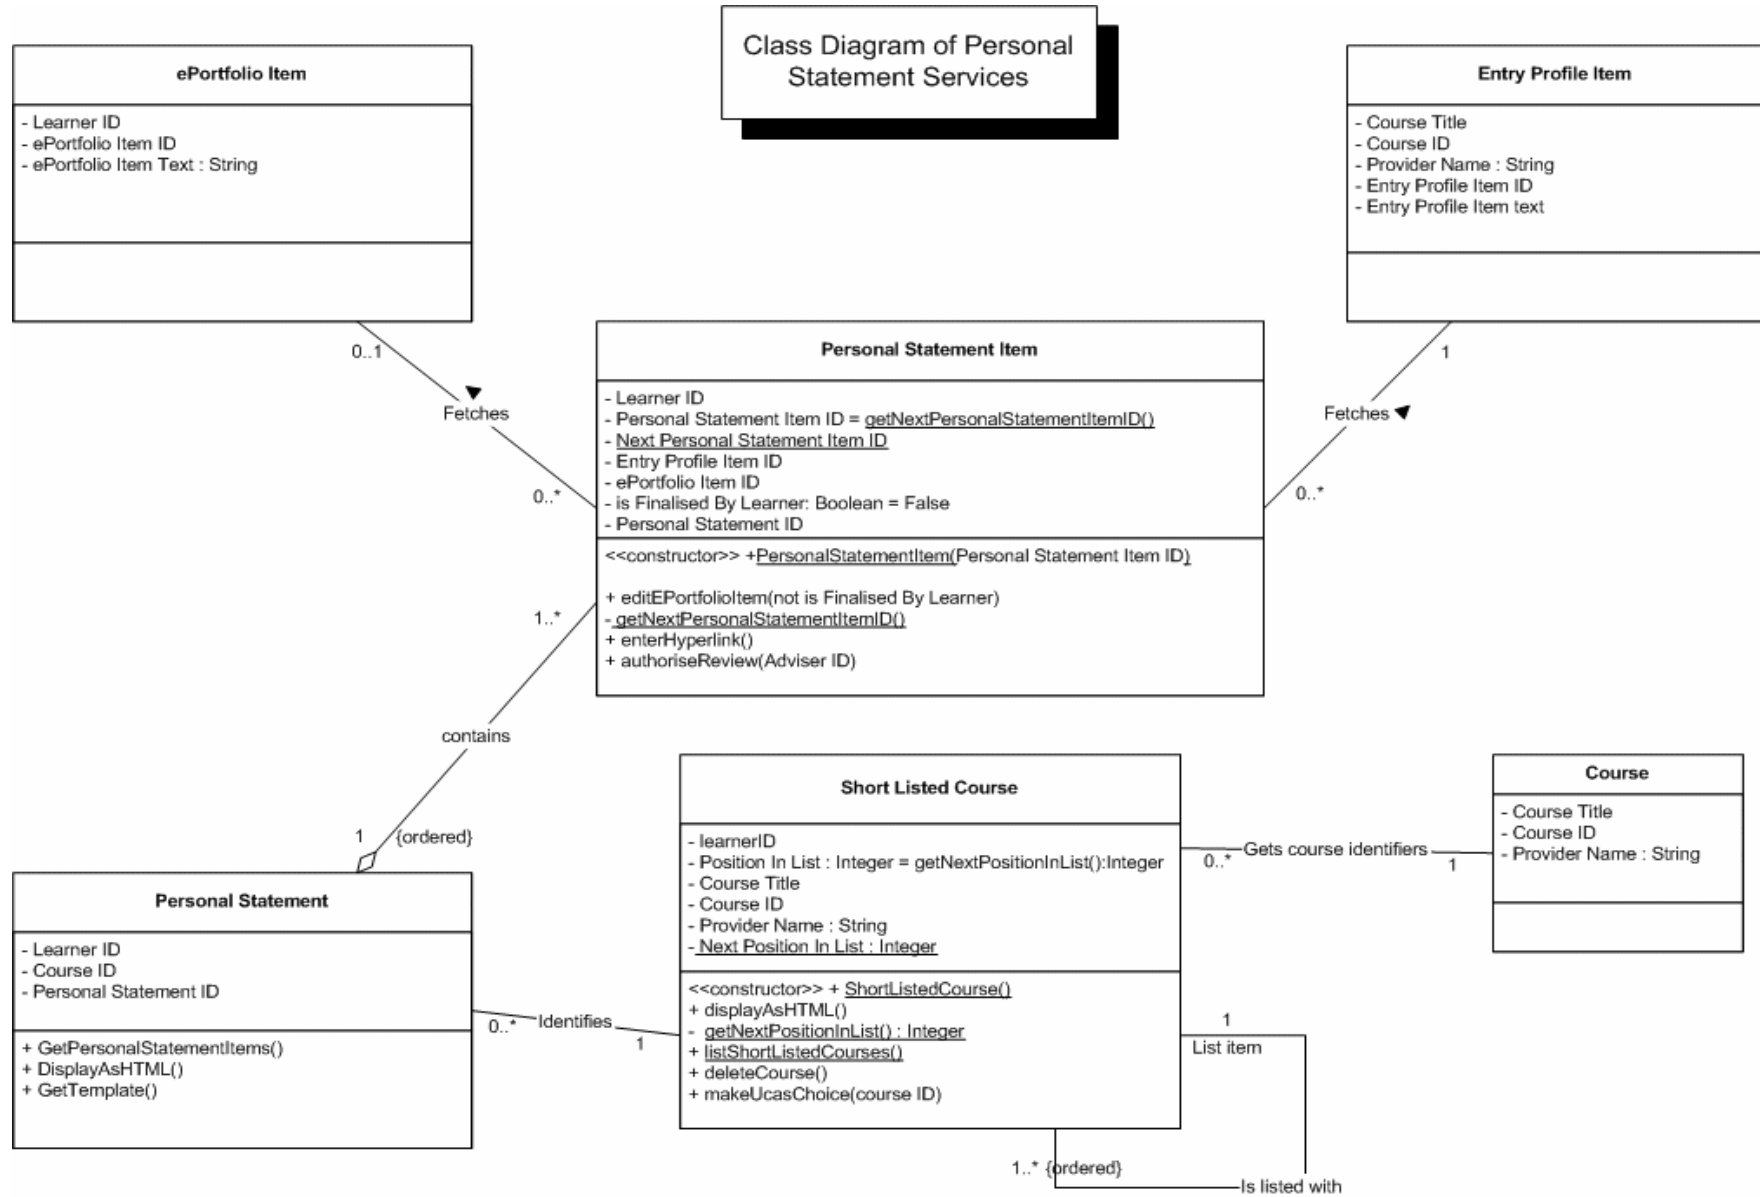 Class Diagram of Personal
Statement Services
ePortfolio Item
- Learner ID
- ePortfolio Item ID
- ePortfolio Item Text : String
Entry Profile Item
- Course Title
- Course ID
- Provider Name : String
- Entry Profile Item ID
- Entry Profile Item text
0..1
Fetches
0..*
1
Fetches
0..*
Personal Statement Item
- Learner ID
- Personal Statement Item ID = getNextPersonalStatementItemID()
- Next Personal Statement Item ID
- Entry Profile Item ID
- ePortfolio Item ID
- is Finalised By Learner: Boolean = False
- Personal Statement ID
<<constructor>> +PersonalStatementItem(Personal Statement Item ID)
+ editEPortfolioItem(not is Finalised By Learner)
- getNextPersonalStatementItemID()
+ enterHyperlink()
+ authoriseReview(Adviser ID)
1..*
contains
1
{ordered}
Personal Statement
- Learner ID
- Course ID
- Personal Statement ID
+ GetPersonalStatementItems()
+ DisplayAsHTML()
+ GetTemplate()
0..*
Identifies
1
Short Listed Course
- learnerID
- Position In List : Integer = getNextPositionInList():Integer
- Course Title
- Course ID
- Provider Name : String
- Next Position In List : Integer
<<constructor>> + ShortListedCourse()
+ displayAsHTML()
- getNextPositionInList() : Integer
+ listShortListedCourses()
+ deleteCourse()
+ makeUcasChoice(course ID)
0..*
Gets course identifiers
1
Course
- Course Title
- Course ID
- Provider Name : String
1
List item
1..* {ordered}
Is listed with